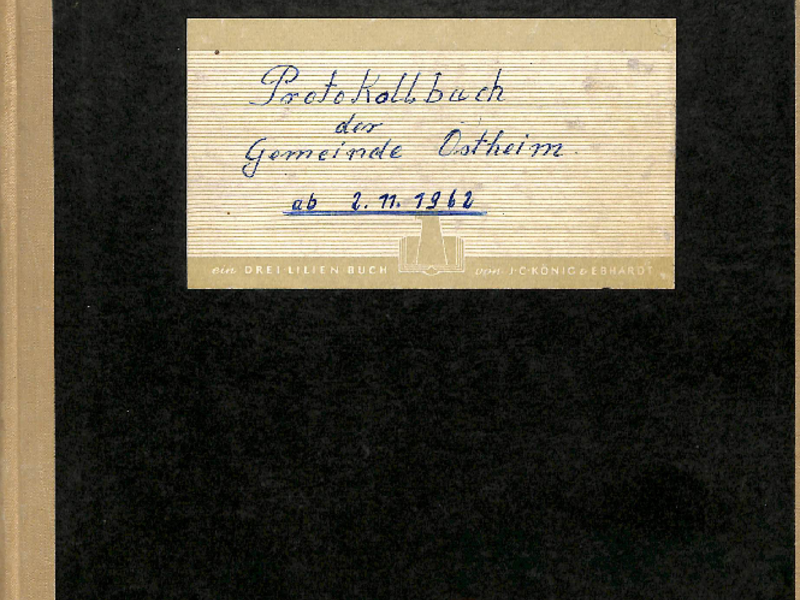 Protokollbuch
der
Gemeinde Ostheim
ab 2.11.1962
ein DREI LILIEN BUCH von J·C·KÖNIG & EBHARDT